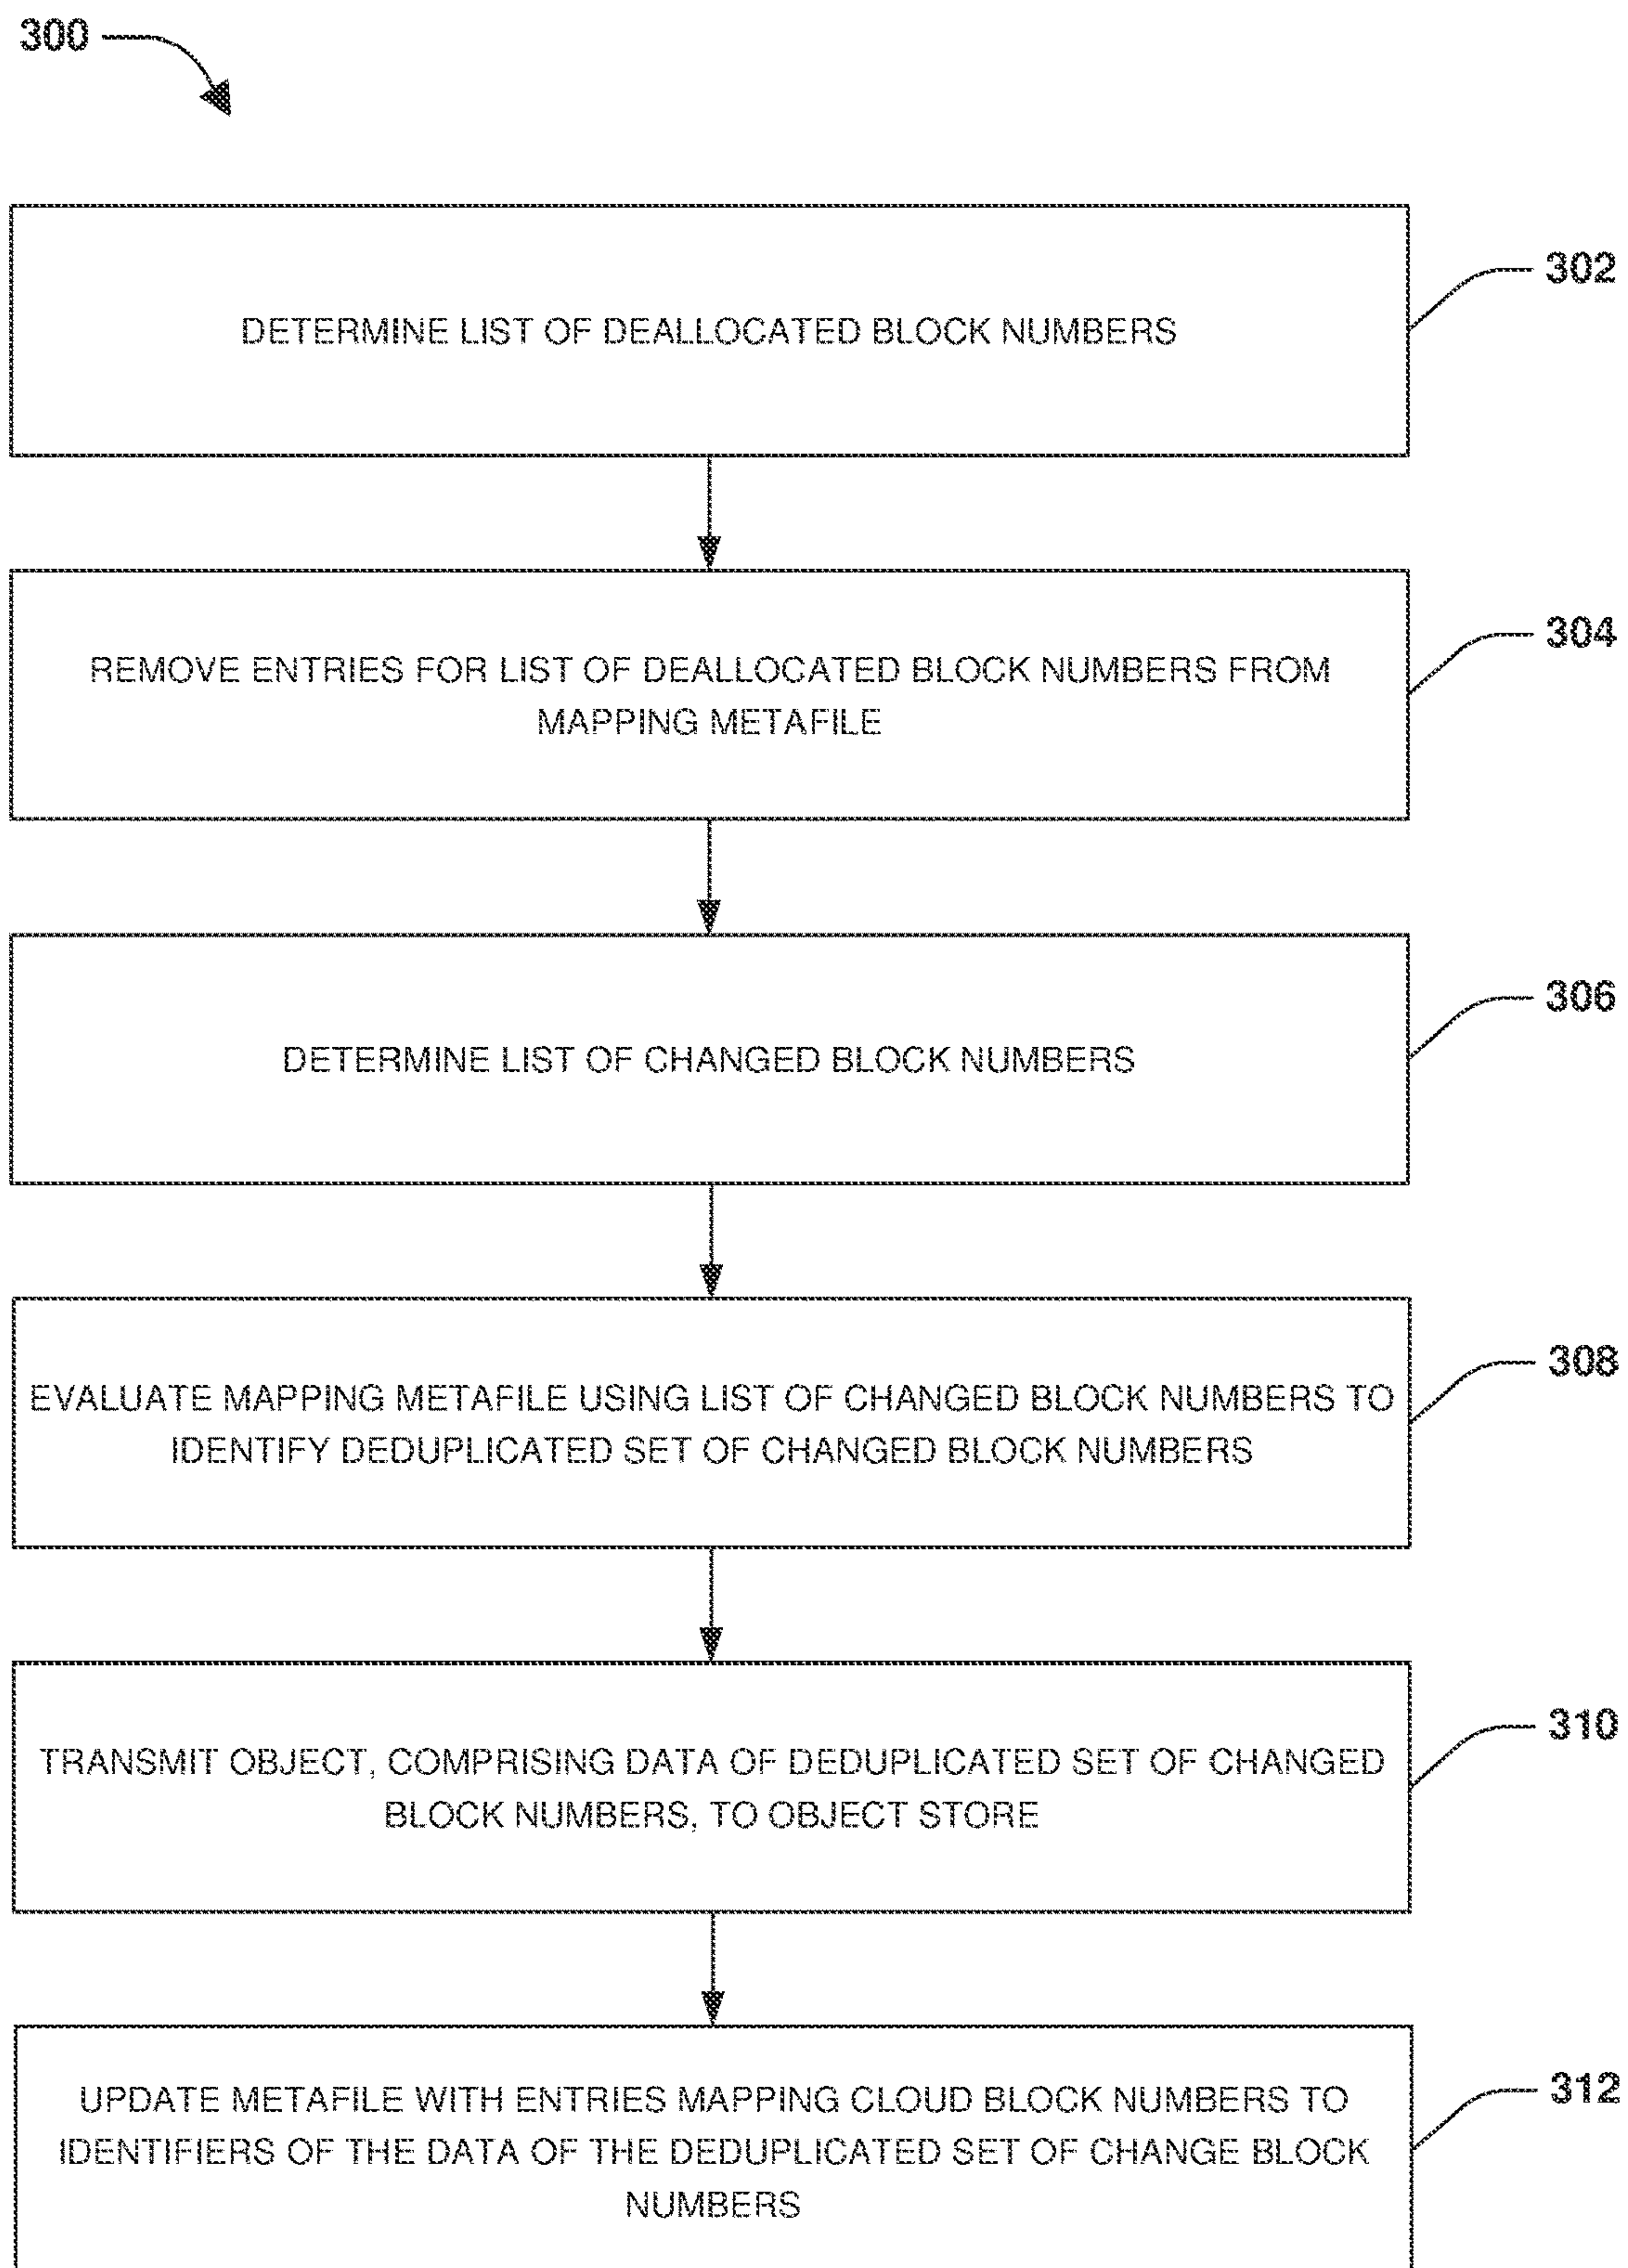 300
302
DETERMINE LIST OF DEALLOCATED BLOCK NUMBERS
304
REMOVE ENTRIES FOR LIST OF DEALLOCATED BLOCK NUMBERS FROM
MAPPING METAFILE
306
DETERMINE LIST OF CHANGED BLOCK NUMBERS
308
EVALUATE MAPPING METAFILE USING LIST OF CHANGED BLOCK NUMBERS TO
IDENTIFY DEDUPLICATED SET OF CHANGED BLOCK NUMBERS
310
TRANSMIT OBJECT, COMPRISING DATA OF DEDUPLICATED SET OF CHANGED
BLOCK NUMBERS, TO OBJECT STORE
312
UPDATE METAFILE WITH ENTRIES MAPPING CLOUD BLOCK NUMBERS TO
IDENTIFIERS OF THE DATA OF THE DEDUPLICATED SET OF CHANGE BLOCK
NUMBERS